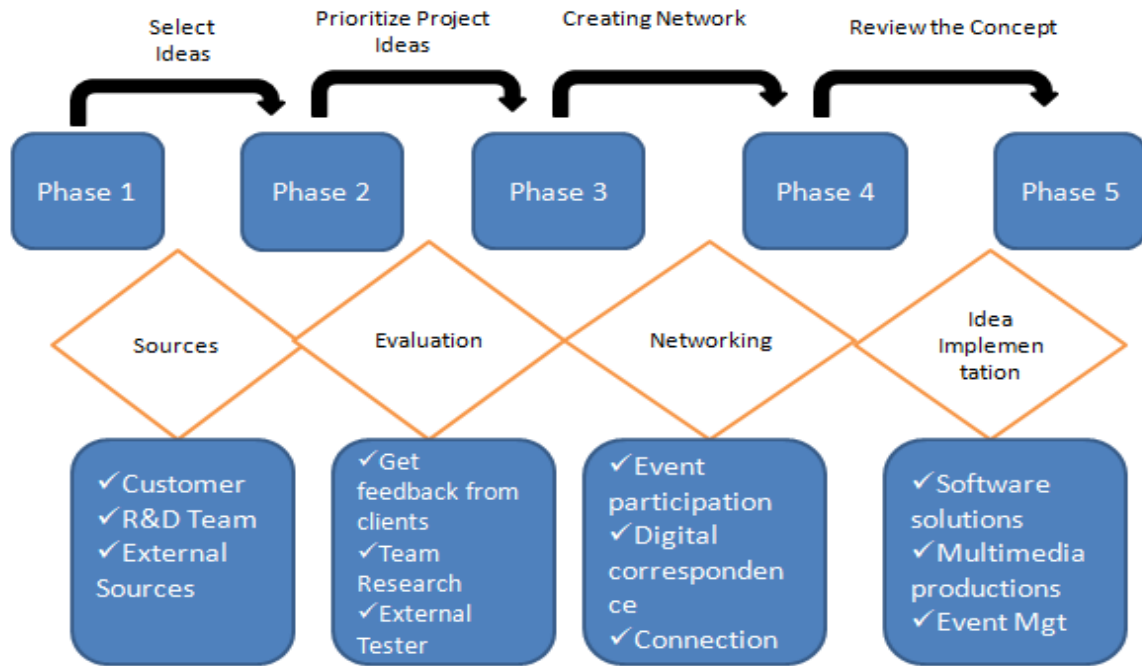 Select
Ideas
Prioritize Project
Ideas
Creating Network
Review the Concept
Phase 1
Phase 2
Phase 3
Phase 4
Phase 5
Sources
Evaluation
Networking
Idea
Implemen
tation
✓Customer
✓R&D Team
✓External
Sources
✓Get
feedback from
clients
✓Team
Research
✓External
Tester
✓Event
participation
✓Digital
corresponden
ce
✓Connection
✓Software
solutions
✓Multimedia
productions
✓Event Mgt